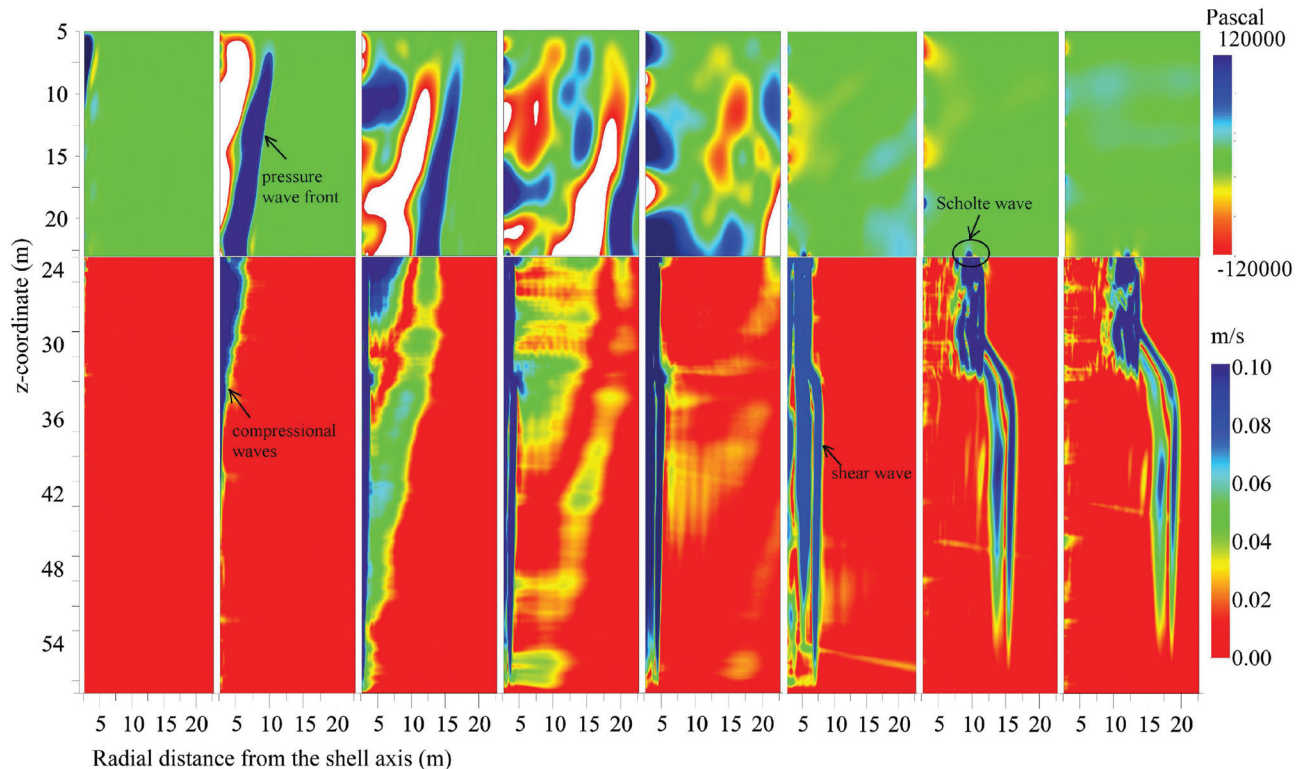 Pascal
120000
-120000
m/s
0.10
0.08
0.06
0.04
0.02
0.00
z-coordinate (m)
5
10
15
20
24
30
36
42
48
54
pressure
wave front
compressional
waves
shear wave
Scholte wave
5 10 15 20
5 10 15 20
5 10 15 20
5 10 15 20
5 10 15 20
5 10 15 20
5 10 15 20
5 10 15 20
Radial distance from the shell axis (m)